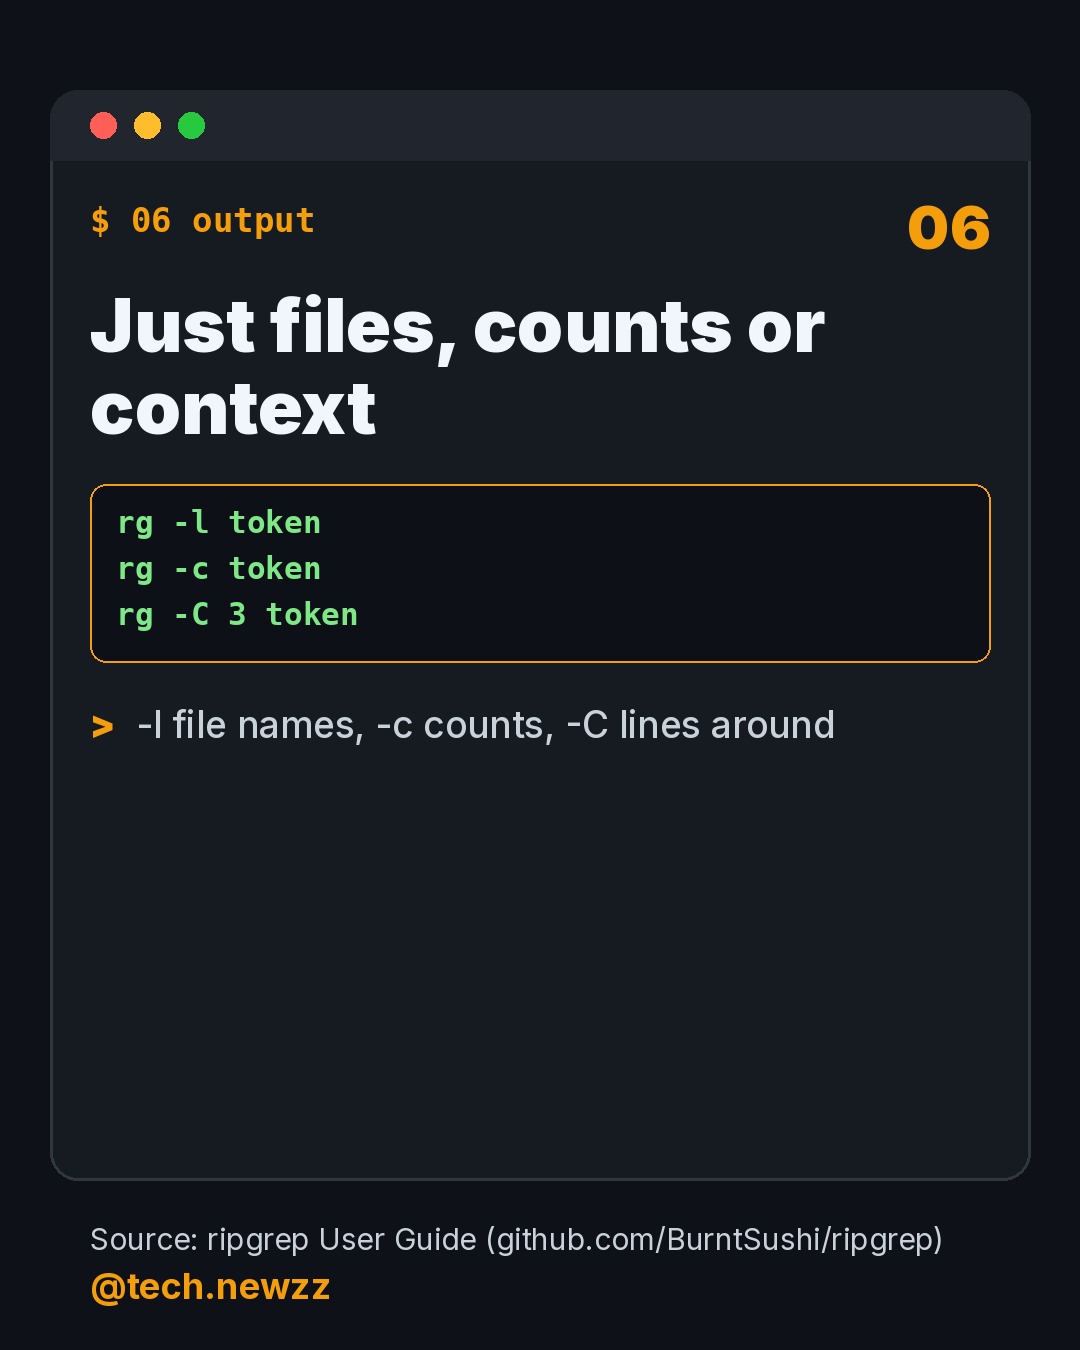 $ 06 output
06
Just files, counts or
context
rg -l token
rg -c token
rg -C 3 token
> -l file names, -c counts, -C lines around
Source: ripgrep User Guide (github.com/BurntSushi/ripgrep)
@tech.newzz